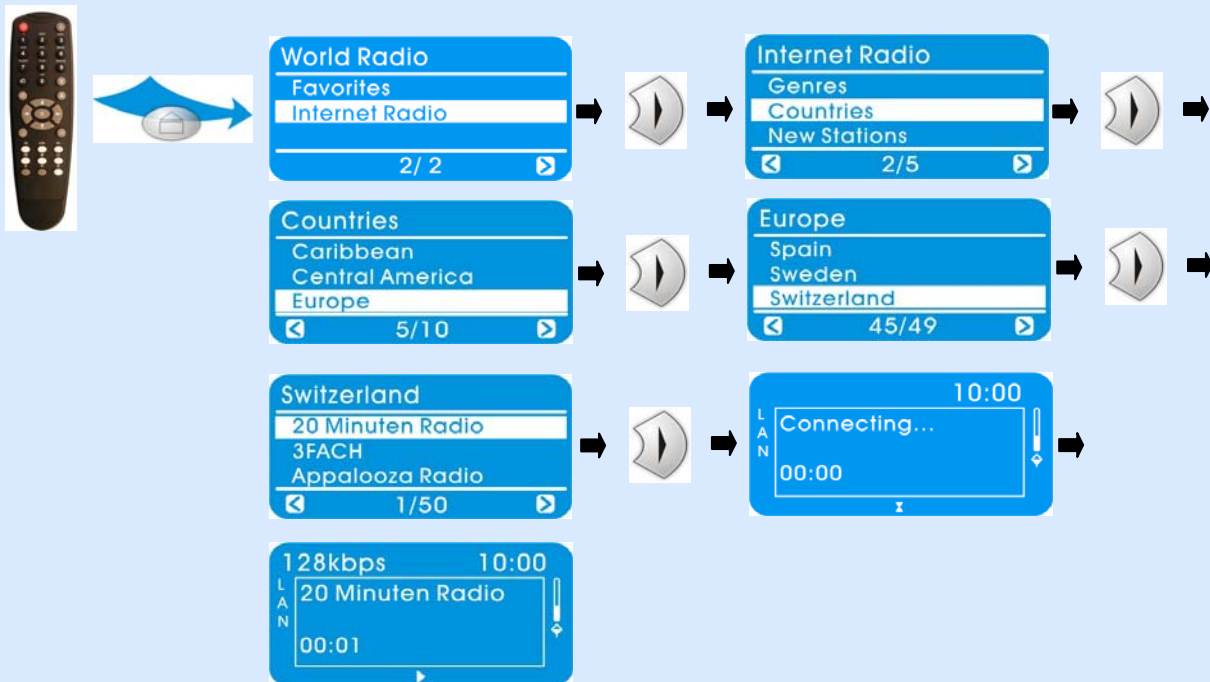 World Radio
Favorites
Internet Radio
2/ 2
Internet Radio
Genres
Countries
New Stations
2/5
Countries
Caribbean
Central America
Europe
5/10
Europe
Spain
Sweden
Switzerland
45/49
Switzerland
20 Minuten Radio
3FACH
Appalooza Radio
1/50
10:00
LAN
Connecting...
00:00
128kbps 10:00
LAN
20 Minuten Radio
00:01